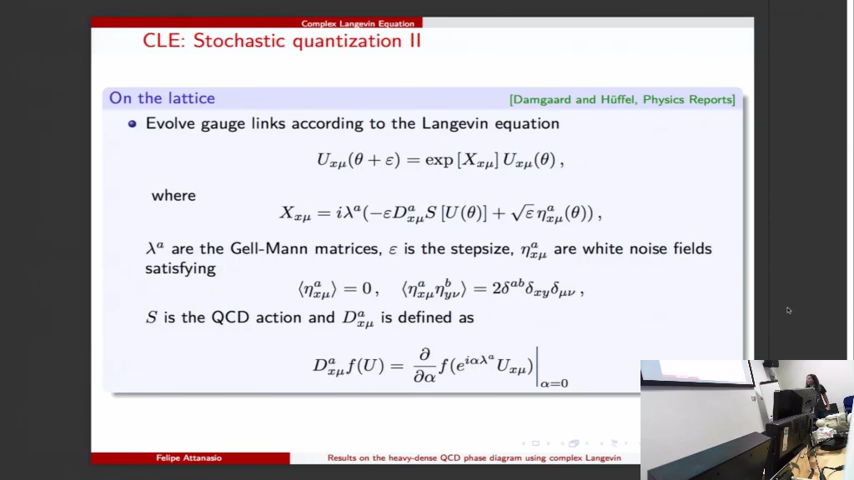 Complex Langevin Equation
CLE: Stochastic quantization II
On the lattice [Damgaard and Hüffel, Physics Reports]
Evolve gauge links according to the Langevin equation
U_{xμ}(θ + ε) = exp [X_{xμ}] U_{xμ}(θ) ,
where
X_{xμ} = iλ^a(−εD^a_{xμ}S [U(θ)] + √ε η^a_{xμ}(θ)) ,
λ^a are the Gell-Mann matrices, ε is the stepsize, η^a_{xμ} are white noise fields
satisfying
⟨η^a_{xμ}⟩ = 0 , ⟨η^a_{xμ}η^b_{yν}⟩ = 2δ^{ab}δ_{xy}δ_{μν} ,
S is the QCD action and D^a_{xμ} is defined as
D^a_{xμ}f(U) = ∂/∂α f(e^{iαλ^a}U_{xμ})|_{α=0}
Felipe Attanasio Results on the heavy-dense QCD phase diagram using complex Langevin